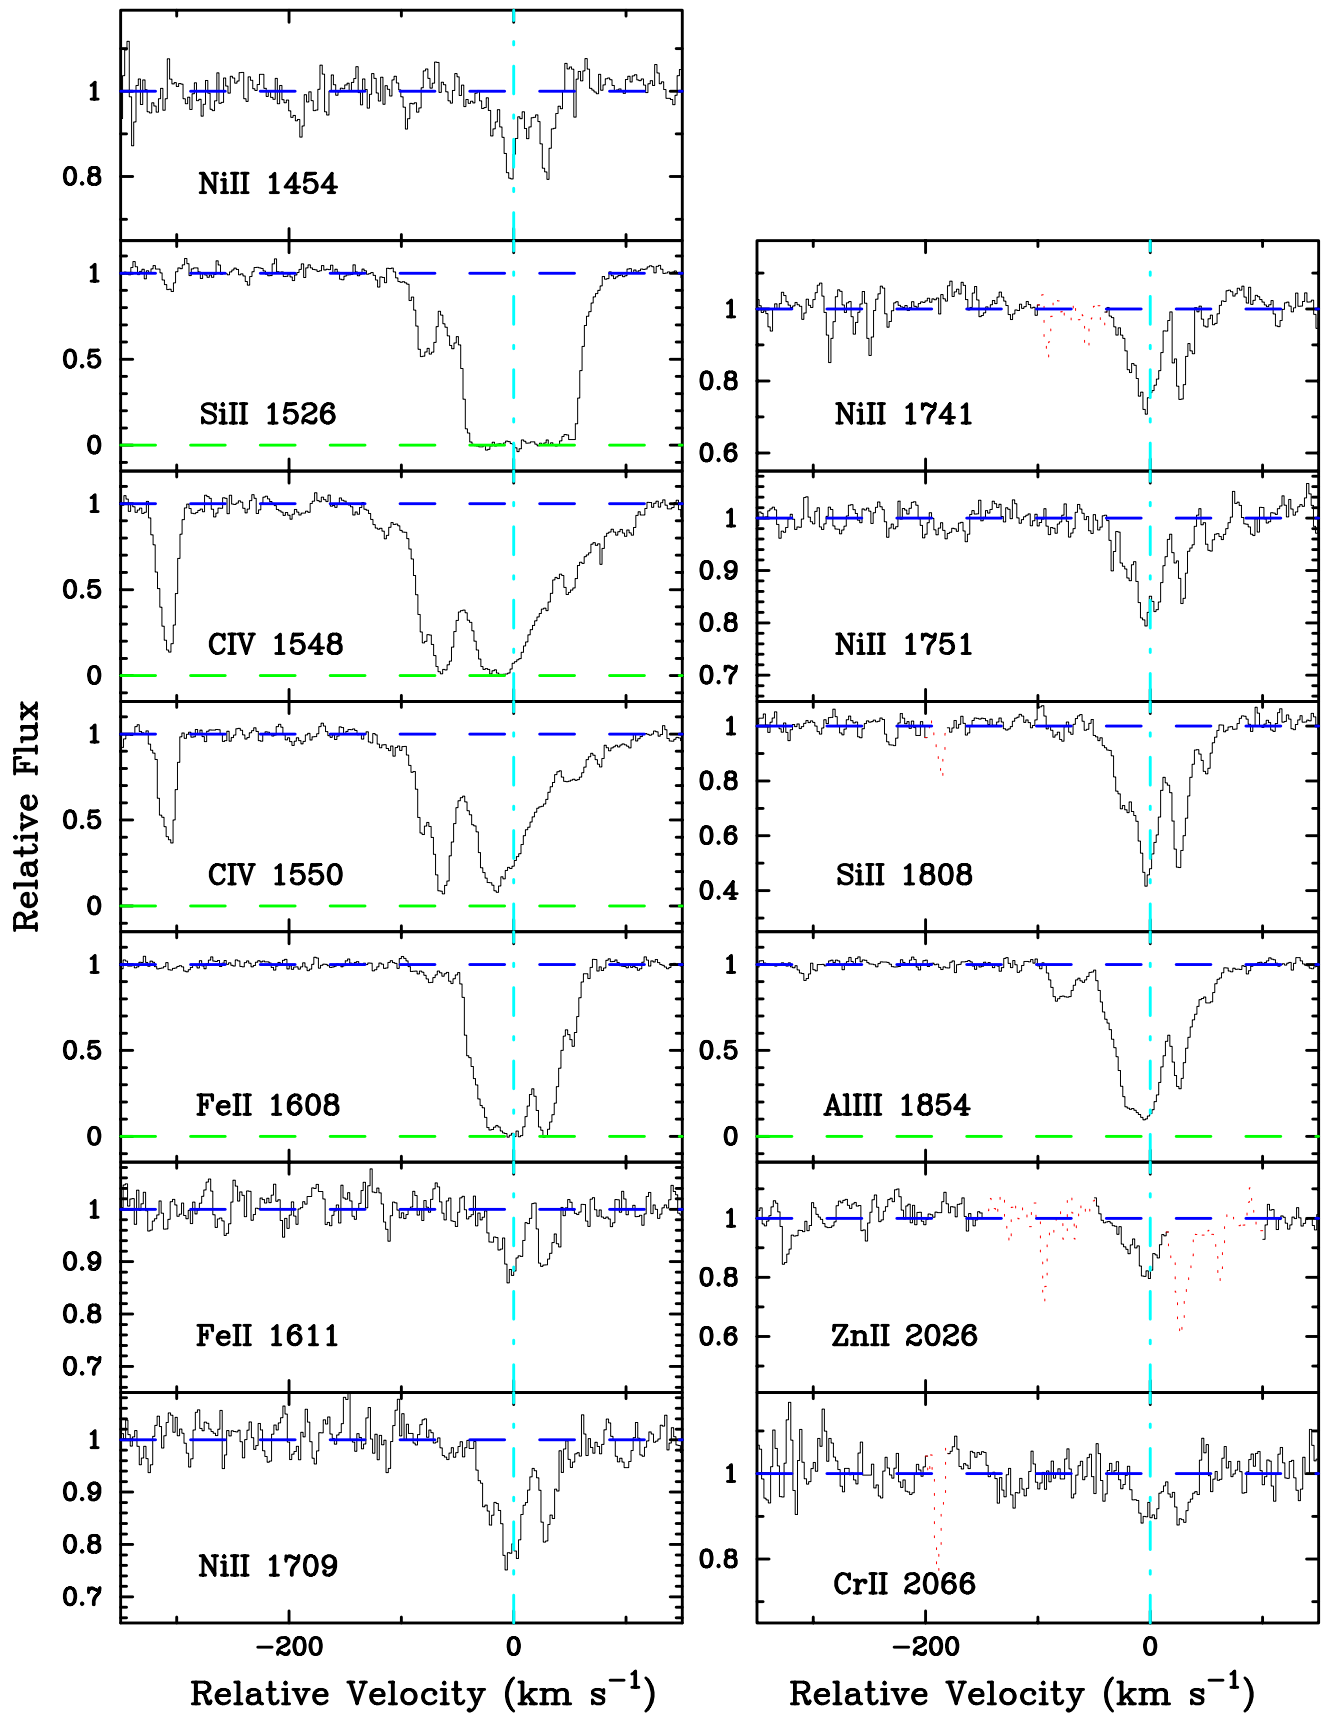 1
0.8
NiII 1454
1
0.5
0
SiII 1526
1
0.5
0
CIV 1548
1
0.5
0
CIV 1550
1
0.5
0
FeII 1608
1
0.9
0.8
0.7
FeII 1611
1
0.9
0.8
0.7
NiII 1709
-200
0
Relative Velocity (km s−1)
Relative Flux
1
0.8
0.6
NiII 1741
1
0.9
0.8
0.7
NiII 1751
1
0.8
0.6
0.4
SiII 1808
1
0.5
0
AlIII 1854
1
0.8
0.6
ZnII 2026
1
0.8
CrII 2066
-200
0
Relative Velocity (km s−1)